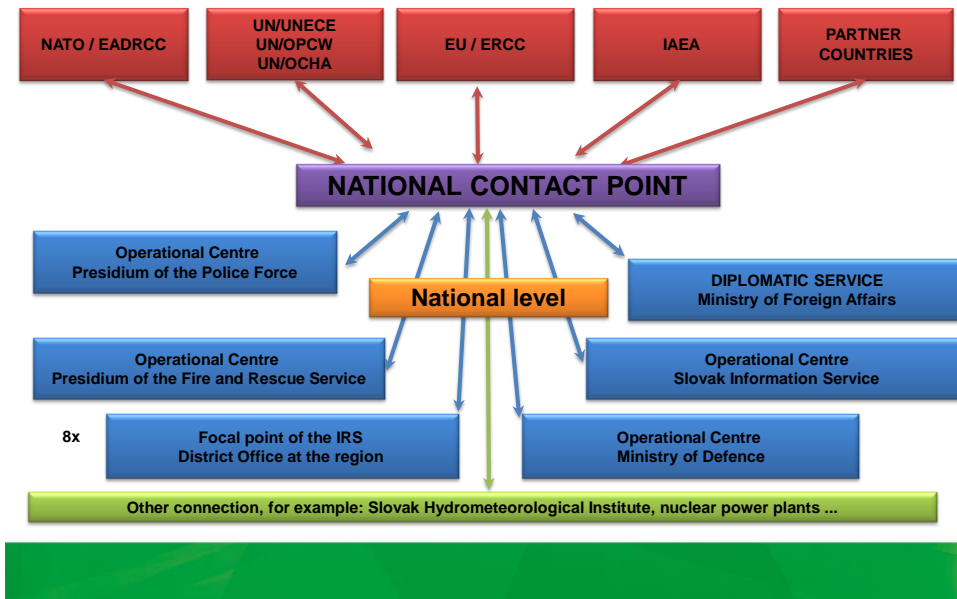 NATO / EADRCC
UN/UNECE
UN/OPCW
UN/OCHA
EU / ERCC
IAEA
PARTNER
COUNTRIES
NATIONAL CONTACT POINT
Operational Centre
Presidium of the Police Force
National level
DIPLOMATIC SERVICE
Ministry of Foreign Affairs
Operational Centre
Presidium of the Fire and Rescue Service
Operational Centre
Slovak Information Service
8x
Focal point of the IRS
District Office at the region
Operational Centre
Ministry of Defence
Other connection, for example: Slovak Hydrometeorological Institute, nuclear power plants ...